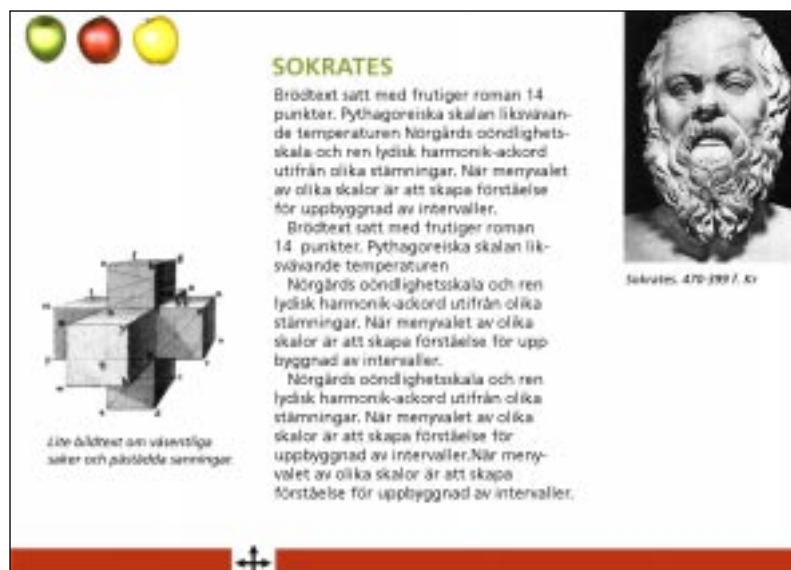 SOKRATES
Brödtext satt med frutiger roman 14
punkter. Pythagoreiska skalan liksvävan-
de temperaturen Nörgårds oöndlighets-
skala och ren lydisk harmonik-ackord
utifrån olika stämningar. När menyvalet
av olika skalor är att skapa förståelse
för uppbyggnad av intervaller.
Brödtext satt med frutiger roman
14 punkter. Pythagoreiska skalan lik-
svävande temperaturen
Nörgårds oöndlighetsskala och ren
lydisk harmonik-ackord utifrån olika
stämningar. När menyvalet av olika
skalor är att skapa förståelse för upp
byggnad av intervaller.
Nörgårds oöndlighetsskala och ren
lydisk harmonik-ackord utifrån olika
stämningar. När menyvalet av olika
skalor är att skapa förståelse för
uppbyggnad av intervaller.När meny-
valet av olika skalor är att skapa
förståelse för uppbyggnad av intervaller.
Sokrates. 470-399 f. Kr
Lite bildtext om väsentliga
saker och påstådda sanningar.